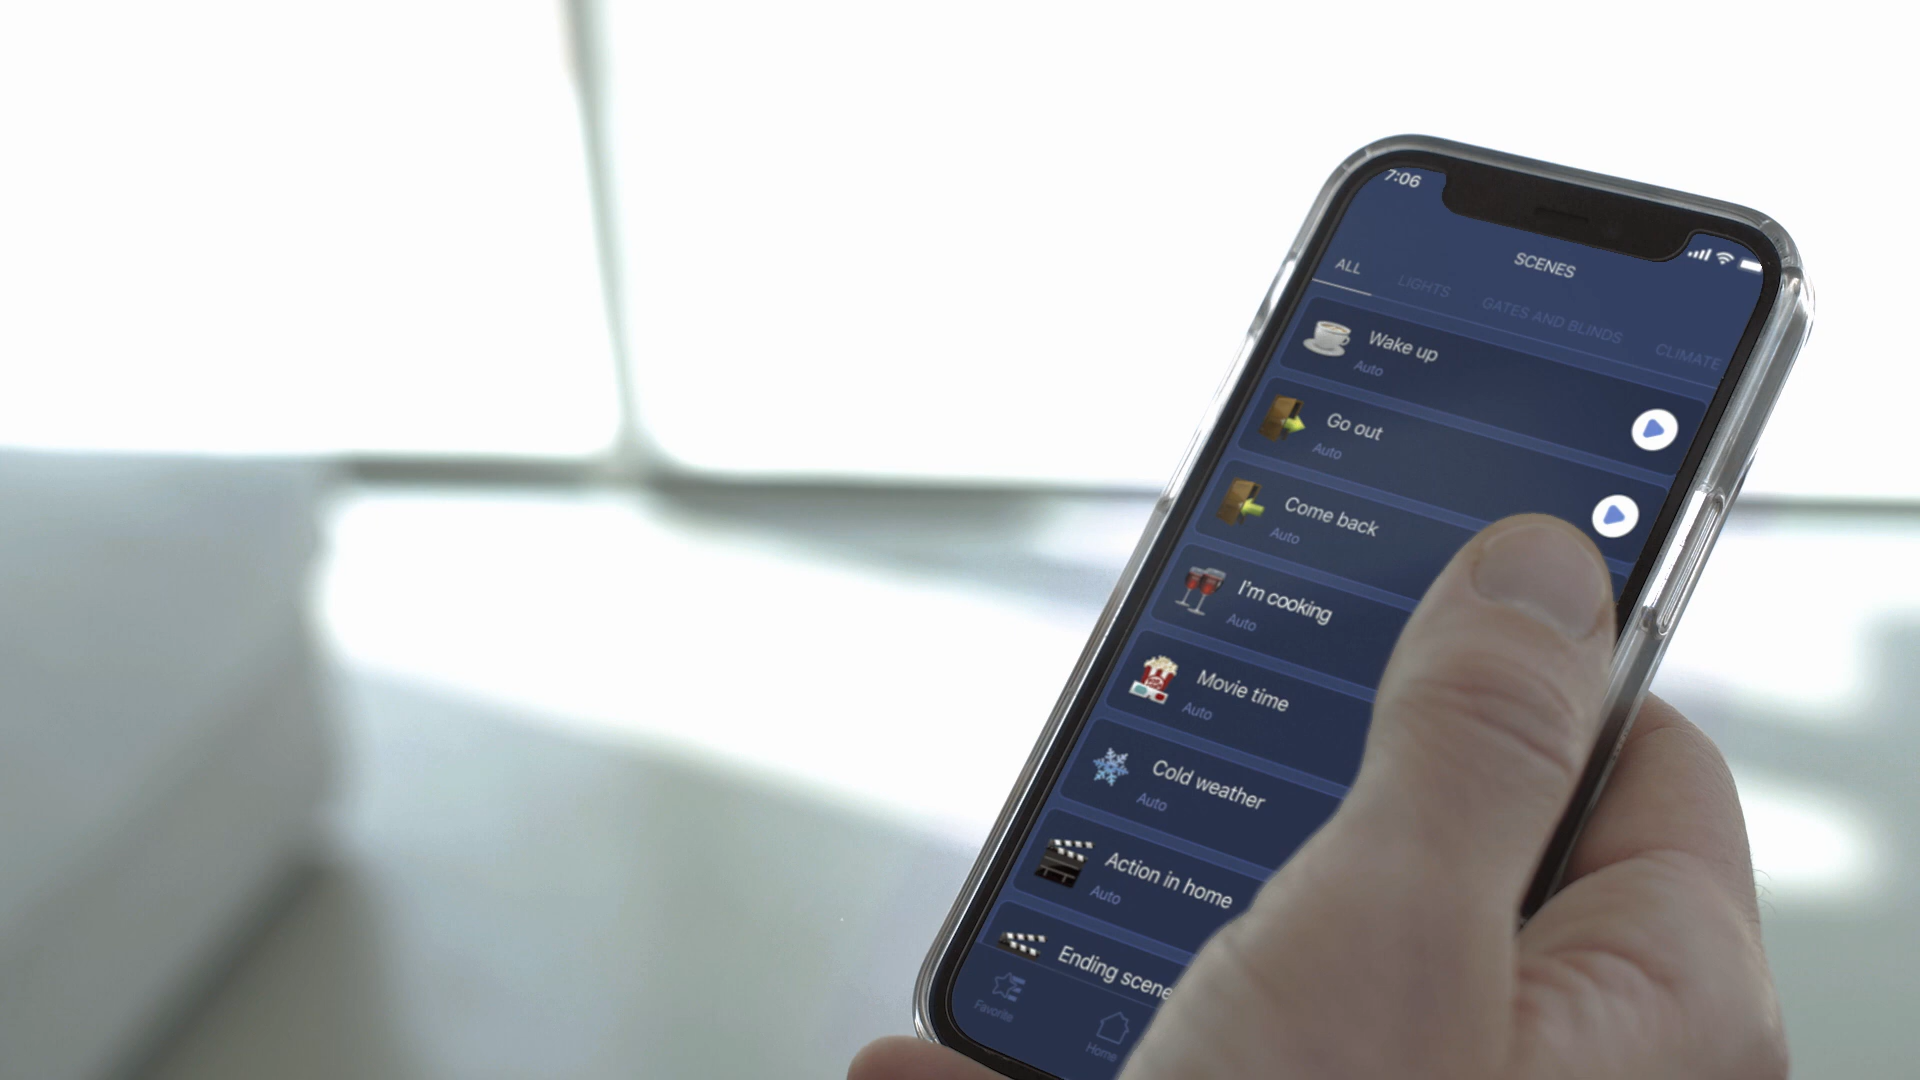 7:06
SCENES
ALL LIGHTS GATES AND BLINDS CLIMATE
Wake up
Auto
Go out
Auto
Come back
Auto
I'm cooking
Auto
Movie time
Auto
Cold weather
Auto
Action in home
Auto
Ending scene
Favorite
Home